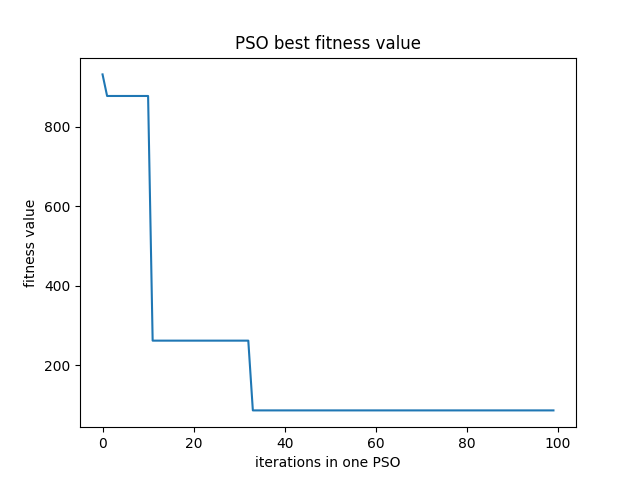 PSO best fitness value
fitness value
800
600
400
200
0 20 40 60 80 100
iterations in one PSO